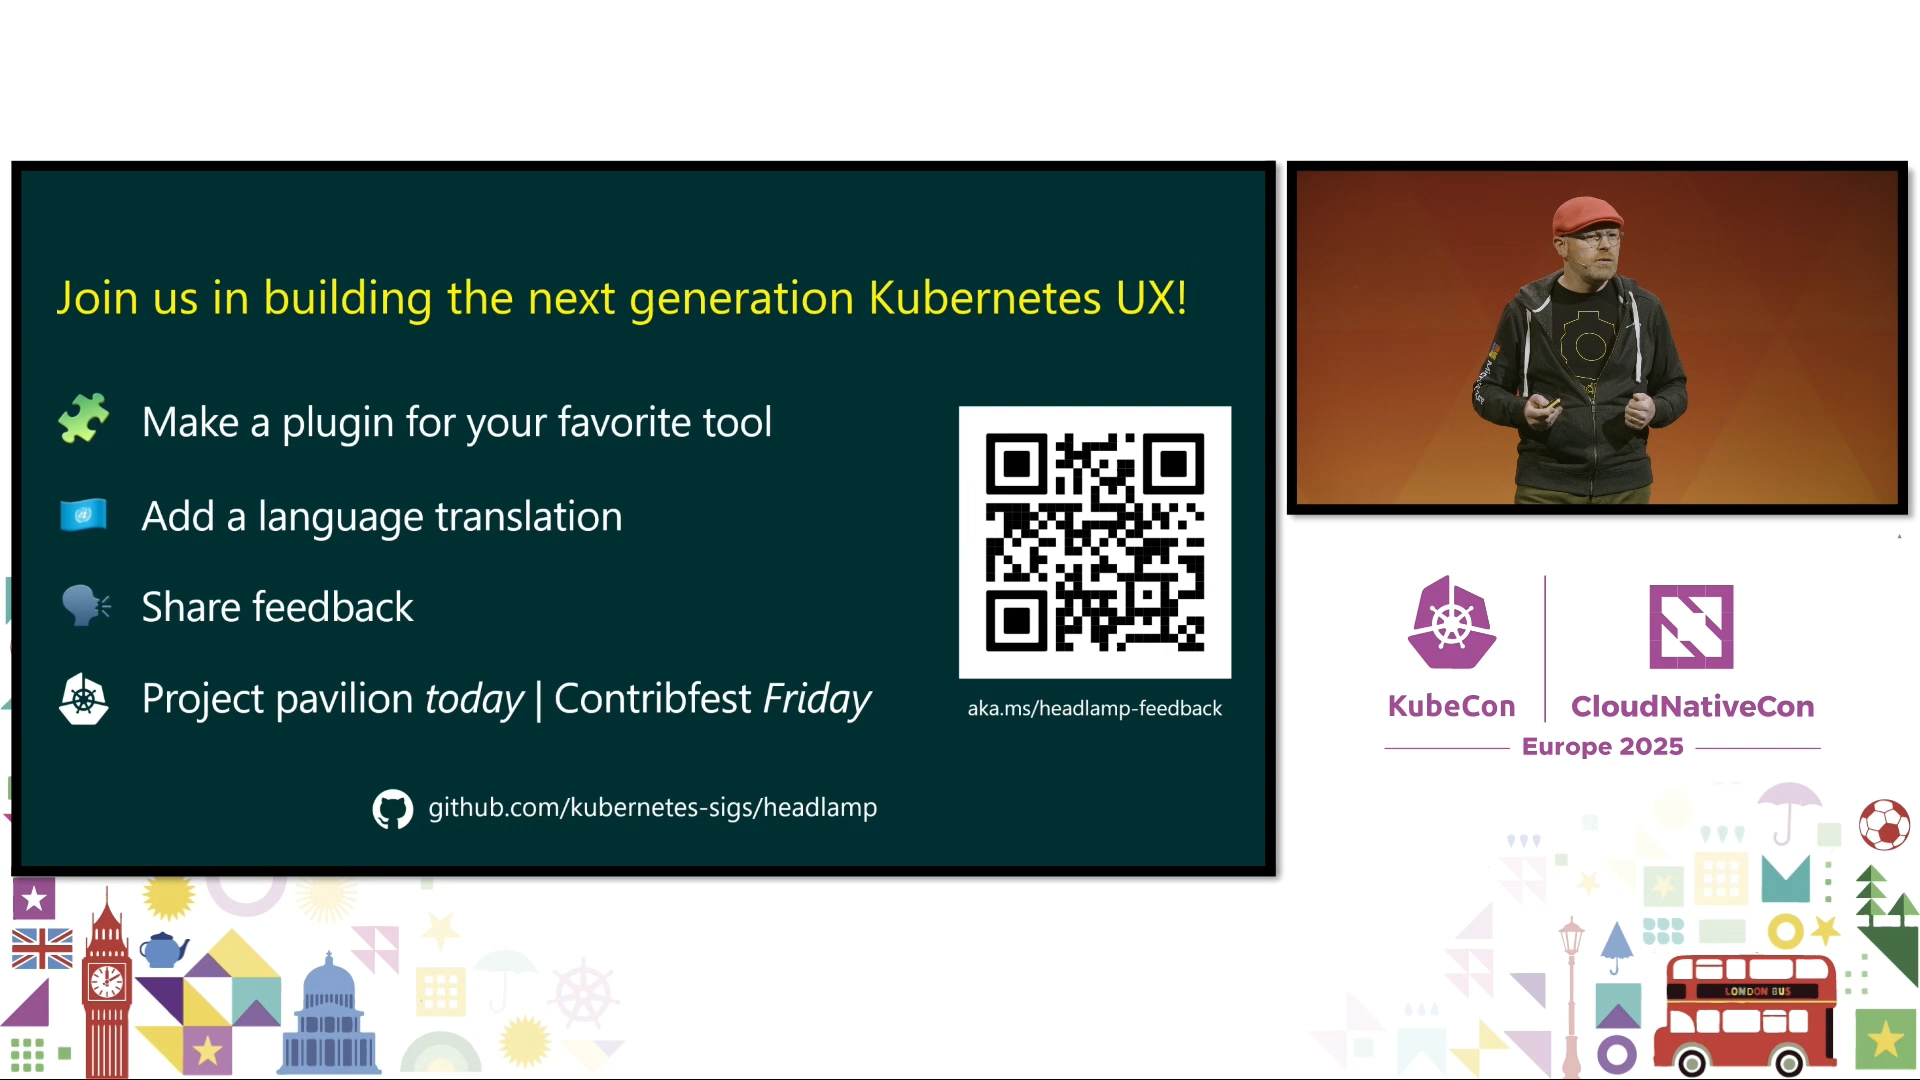 Join us in building the next generation Kubernetes UX!
Make a plugin for your favorite tool
Add a language translation
Share feedback
Project pavilion today | Contribfest Friday
aka.ms/headlamp-feedback
github.com/kubernetes-sigs/headlamp
Microsoft
KubeCon
CloudNativeCon
Europe 2025
LONDON BUS